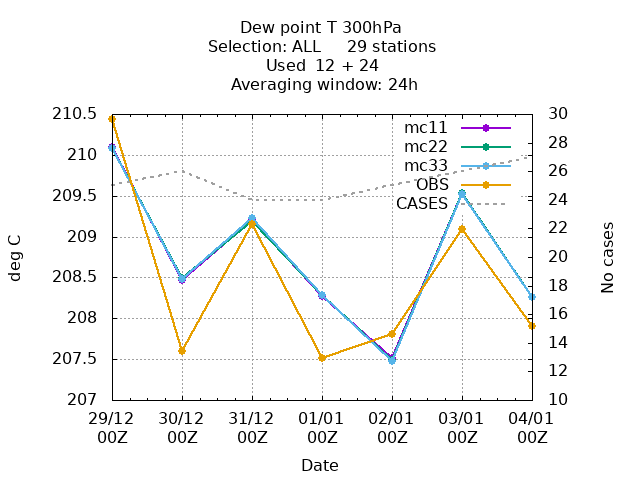 Dew point T 300hPa
Selection: ALL     29 stations
Used  12 + 24
Averaging window: 24h
210.5
210
209.5
209
208.5
208
207.5
207
deg C
30
28
26
24
22
20
18
16
14
12
10
No cases
mc11
mc22
mc33
OBS
CASES
29/12 30/12 31/12 01/01 02/01 03/01 04/01
00Z 00Z 00Z 00Z 00Z 00Z 00Z
Date